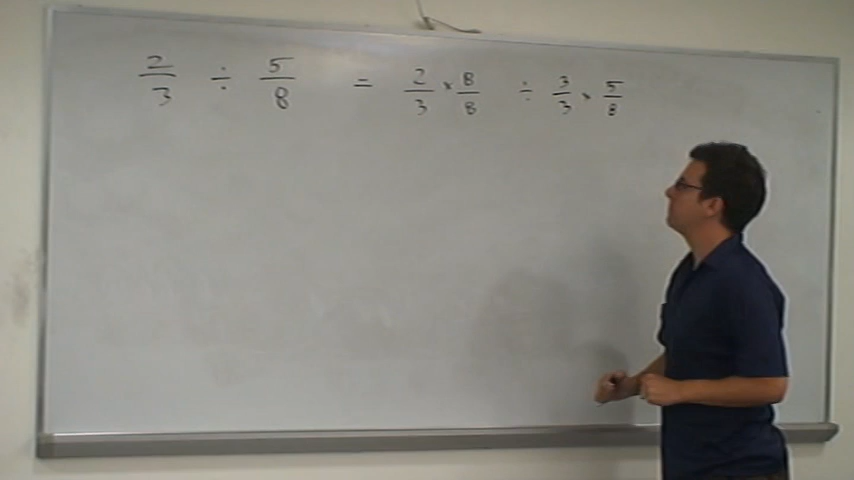 2/3 ÷ 5/8 = 2/3 × 8/8 ÷ 3/3 × 5/8